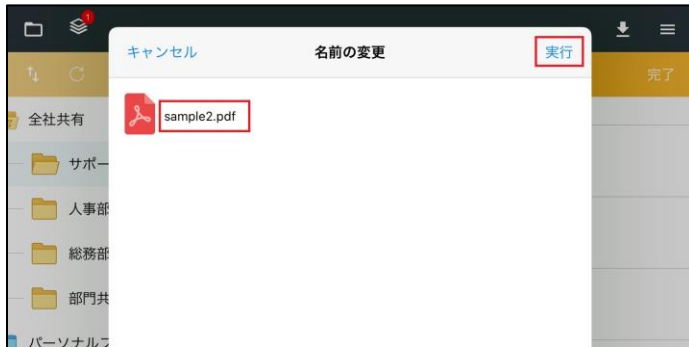 1
キャンセル
名前の変更
実行
完了
全社共有
sample2.pdf
サポー
人事部
総務部
部門共
パーソナルフ